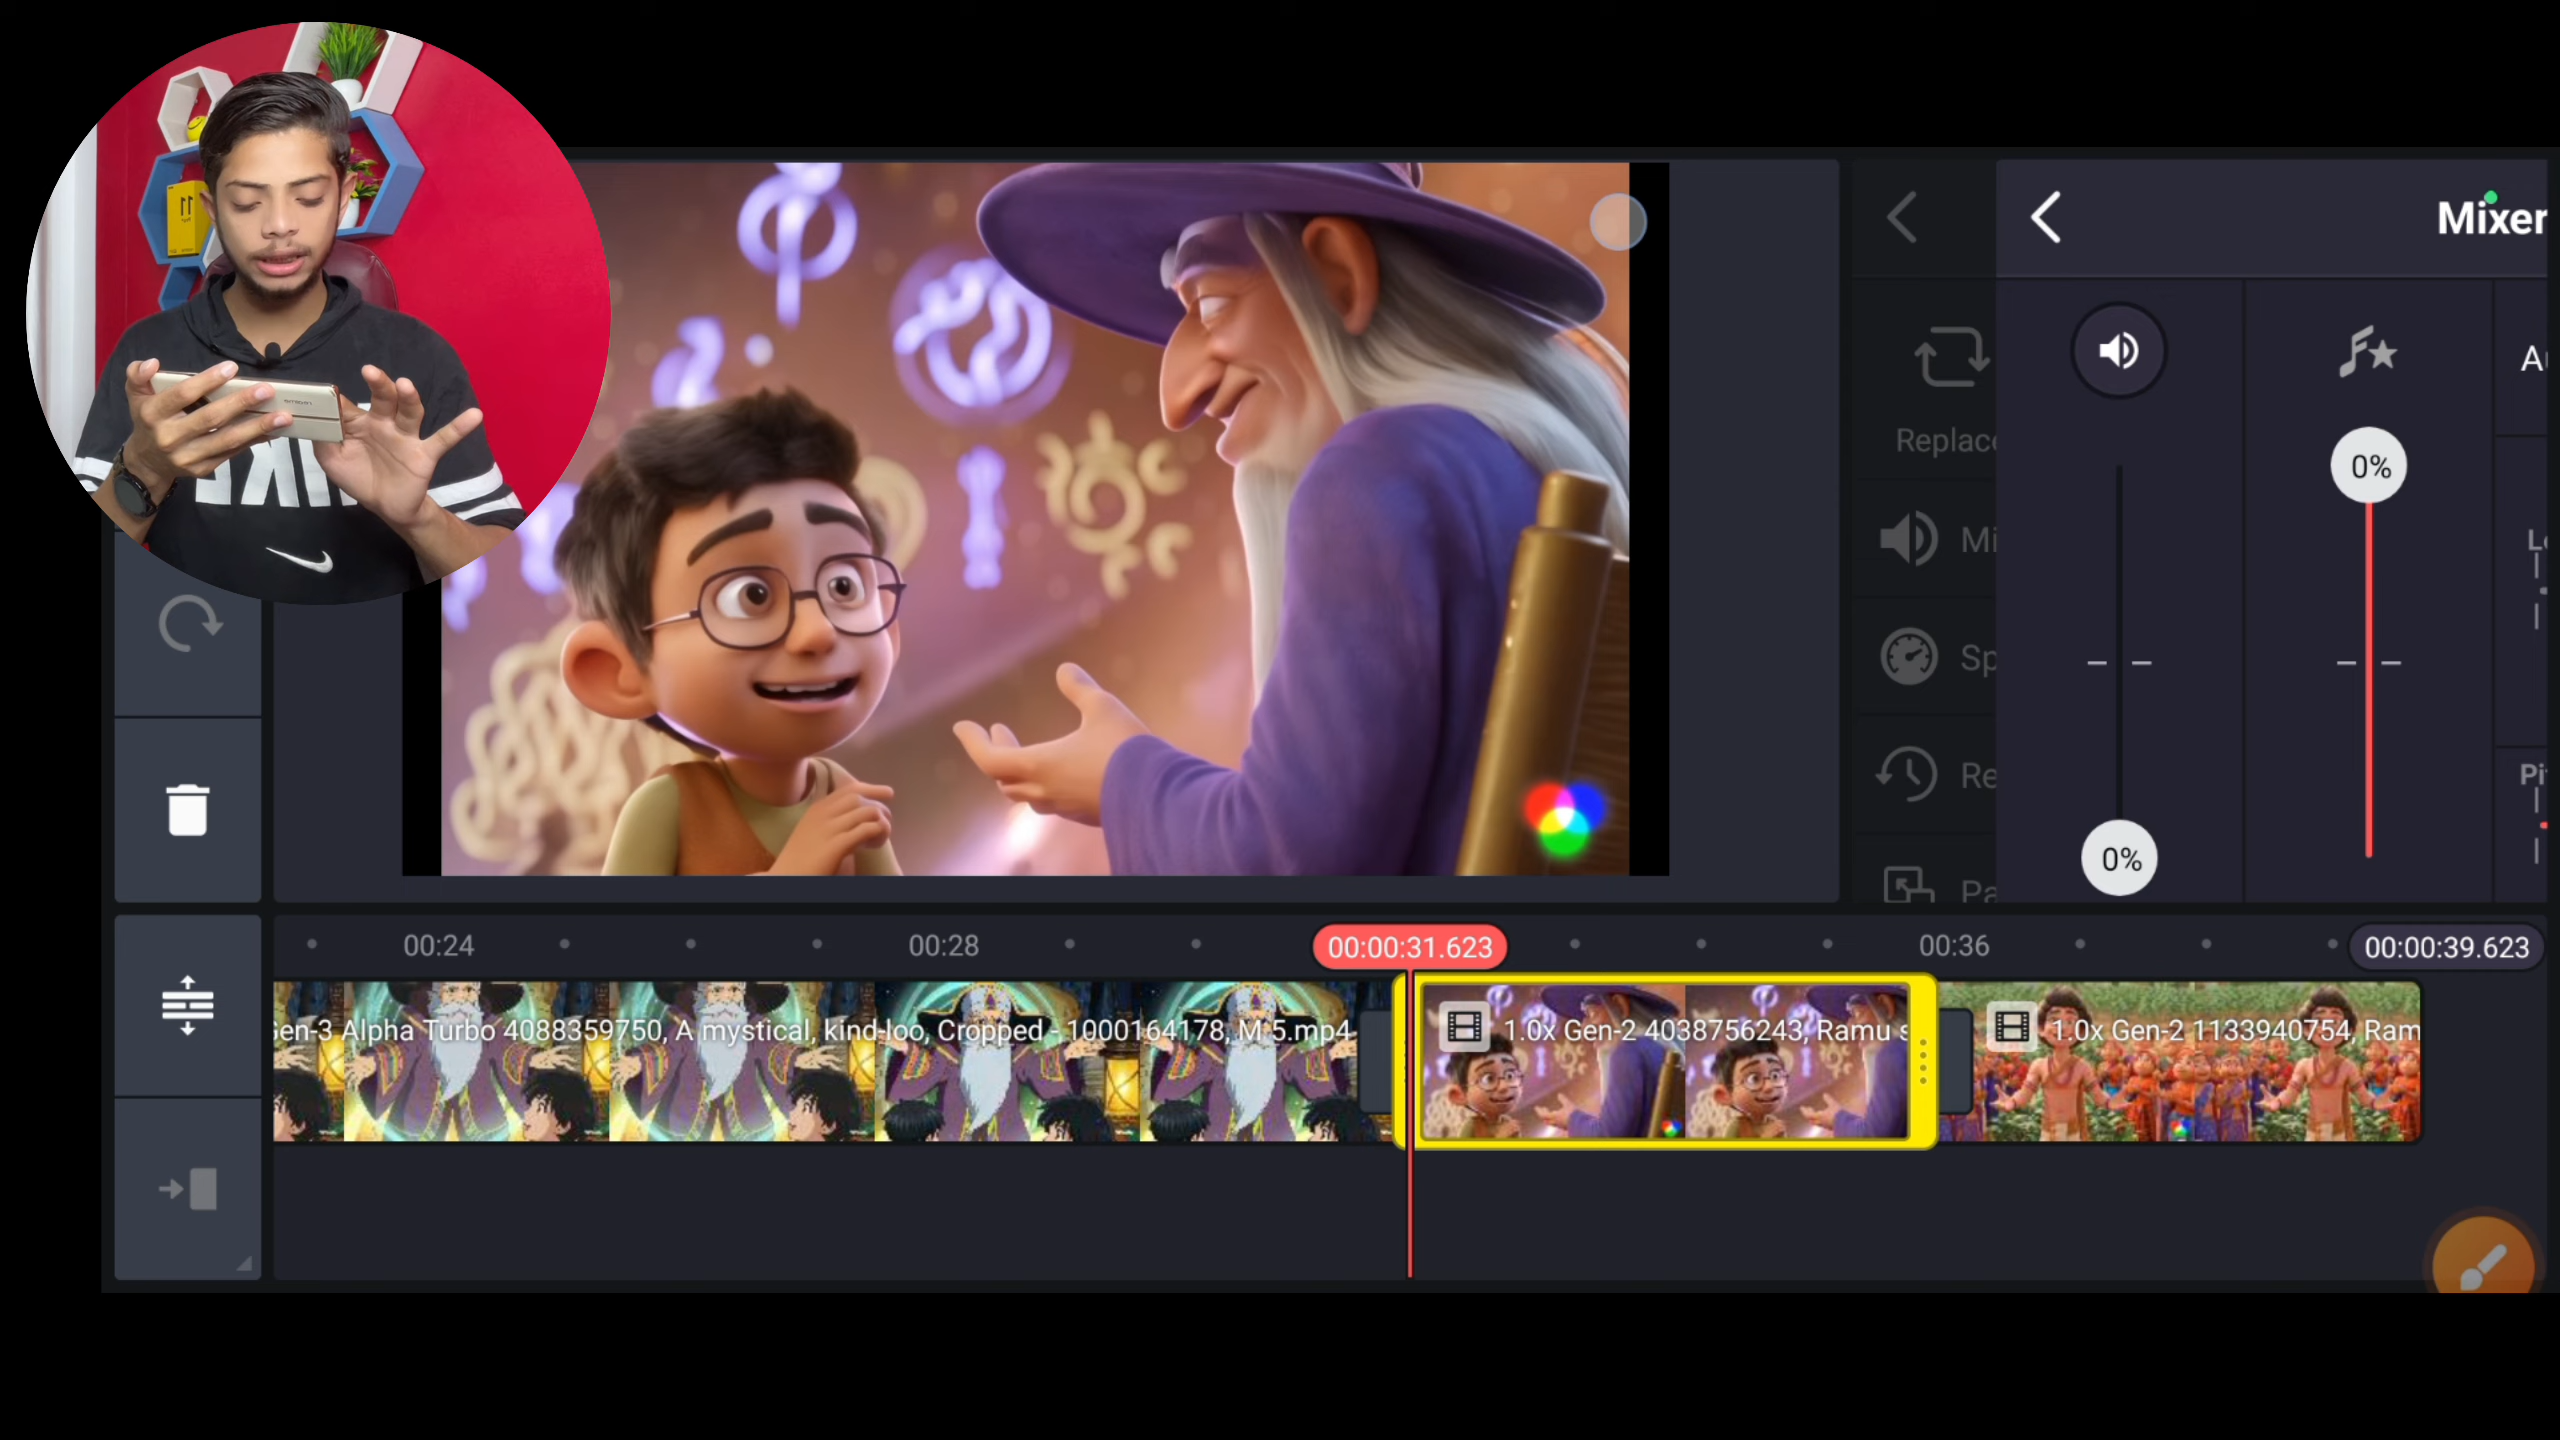 Mixer
Replac
Mi
Sp
Re
Pa
0%
0%
Pi
00:24
00:28
00:00:31.623
00:36
00:00:39.623
Gen-3 Alpha Turbo 4088359750, A mystical, kind-loo, Cropped - 1000164178, M 5.mp4
1.0x Gen-2 4038756243, Ramu s
1.0x Gen-2 1133940754, Ram